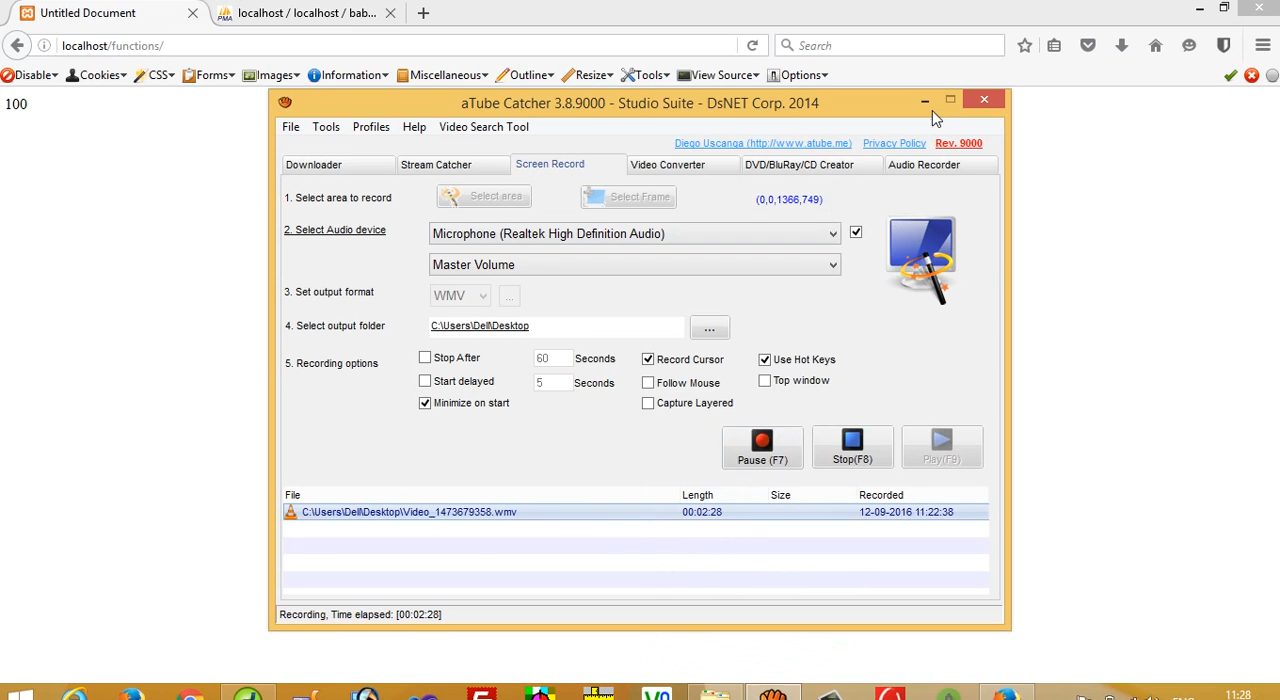 Untitled Document
localhost / localhost / bab...
localhost/functions/
Search
Disable Cookies CSS Forms Images Information Miscellaneous Outline Resize Tools View Source Options
100
aTube Catcher 3.8.9000 - Studio Suite - DsNET Corp. 2014
File Tools Profiles Help Video Search Tool
Diego Uscanga (http://www.atube.me) Privacy Policy Rev. 9000
Downloader Stream Catcher Screen Record Video Converter DVD/BluRay/CD Creator Audio Recorder
1. Select area to record Select area Select Frame (0,0,1366,749)
2. Select Audio device Microphone (Realtek High Definition Audio)
Master Volume
3. Set output format WMV ...
4. Select output folder C:\Users\Dell\Desktop ...
5. Recording options Stop After 60 Seconds Record Cursor Use Hot Keys
Start delayed 5 Seconds Follow Mouse Top window
Minimize on start Capture Layered
Pause (F7) Stop(F8) Play(F9)
File Length Size Recorded
C:\Users\Dell\Desktop\Video_1473679358.wmv 00:02:28 12-09-2016 11:22:38
Recording, Time elapsed: [00:02:28]
11:28